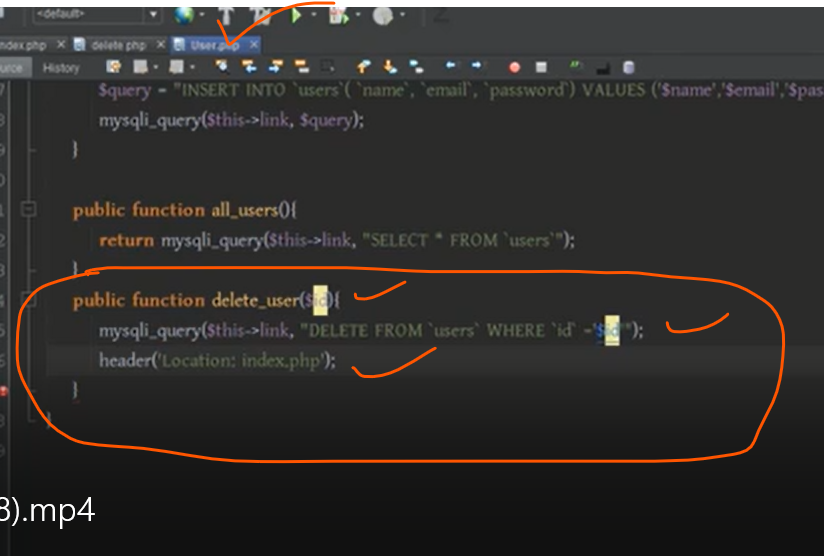 <default>
ndex.php delete.php User.php
urce History
$query = "INSERT INTO `users`( `name`, `email`, `password`) VALUES ('$name','$email','$pas
mysqli_query($this->link, $query);
}
public function all_users(){
return mysqli_query($this->link, "SELECT * FROM `users`");
}
public function delete_user($id){
mysqli_query($this->link, "DELETE FROM `users` WHERE `id` ='$id'");
header('Location: index.php');
}
}
8).mp4